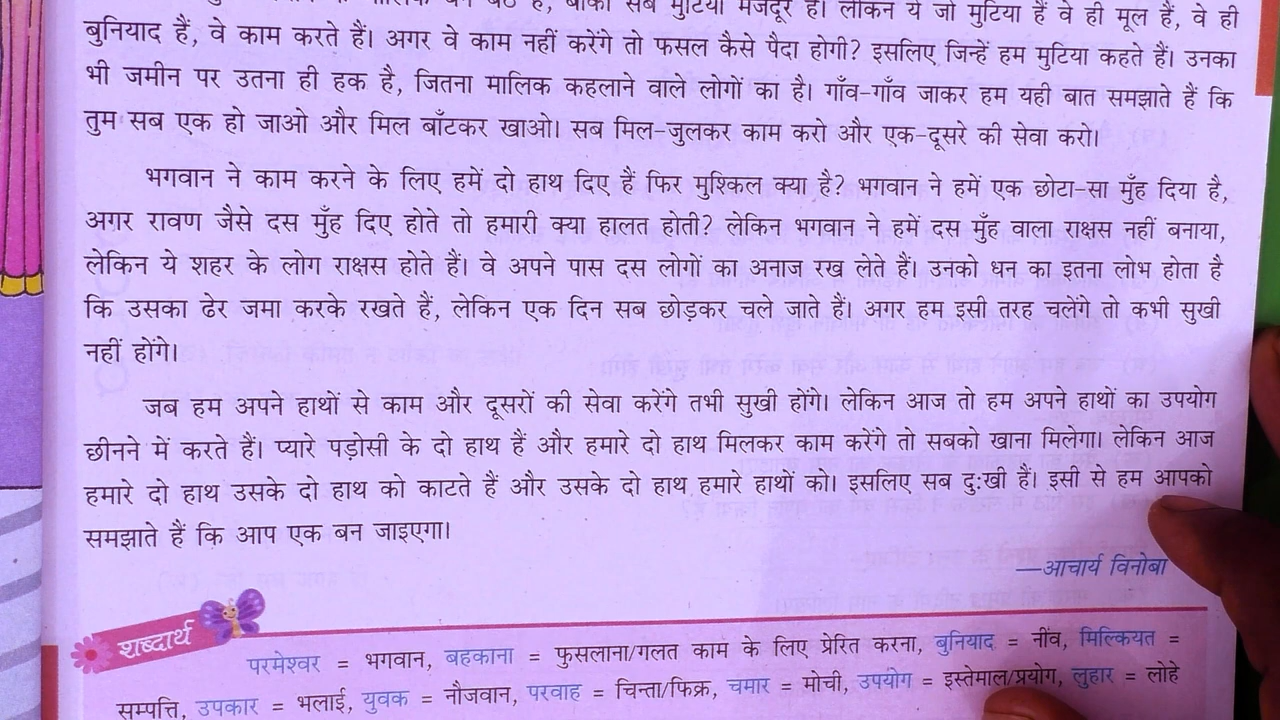 बैठे हैं, बाकी सब मुटिया मजदूर हैं। लेकिन ये जो मुटिया हैं वे ही मूल हैं, वे ही
बुनियाद हैं, वे काम करते हैं। अगर वे काम नहीं करेंगे तो फसल कैसे पैदा होगी? इसलिए जिन्हें हम मुटिया कहते हैं। उनका
भी जमीन पर उतना ही हक है, जितना मालिक कहलाने वाले लोगों का है। गाँव-गाँव जाकर हम यही बात समझाते हैं कि
तुम सब एक हो जाओ और मिल बाँटकर खाओ। सब मिल-जुलकर काम करो और एक-दूसरे की सेवा करो।
भगवान ने काम करने के लिए हमें दो हाथ दिए हैं फिर मुश्किल क्या है? भगवान ने हमें एक छोटा-सा मुँह दिया है,
अगर रावण जैसे दस मुँह दिए होते तो हमारी क्या हालत होती? लेकिन भगवान ने हमें दस मुँह वाला राक्षस नहीं बनाया,
लेकिन ये शहर के लोग राक्षस होते हैं। वे अपने पास दस लोगों का अनाज रख लेते हैं। उनको धन का इतना लोभ होता है
कि उसका ढेर जमा करके रखते हैं, लेकिन एक दिन सब छोड़कर चले जाते हैं। अगर हम इसी तरह चलेंगे तो कभी सुखी
नहीं होंगे।
जब हम अपने हाथों से काम और दूसरों की सेवा करेंगे तभी सुखी होंगे। लेकिन आज तो हम अपने हाथों का उपयोग
छीनने में करते हैं। प्यारे पड़ोसी के दो हाथ हैं और हमारे दो हाथ मिलकर काम करेंगे तो सबको खाना मिलेगा। लेकिन आज
हमारे दो हाथ उसके दो हाथ को काटते हैं और उसके दो हाथ हमारे हाथों को। इसलिए सब दु:खी हैं। इसी से हम आपको
समझाते हैं कि आप एक बन जाइएगा।
—आचार्य विनोबा
शब्दार्थ
परमेश्वर = भगवान, बहकाना = फुसलाना/गलत काम के लिए प्रेरित करना, बुनियाद = नींव, मिल्कियत =
सम्पत्ति, उपकार = भलाई, युवक = नौजवान, परवाह = चिन्ता/फिक्र, चमार = मोची, उपयोग = इस्तेमाल/प्रयोग, लुहार = लोहे